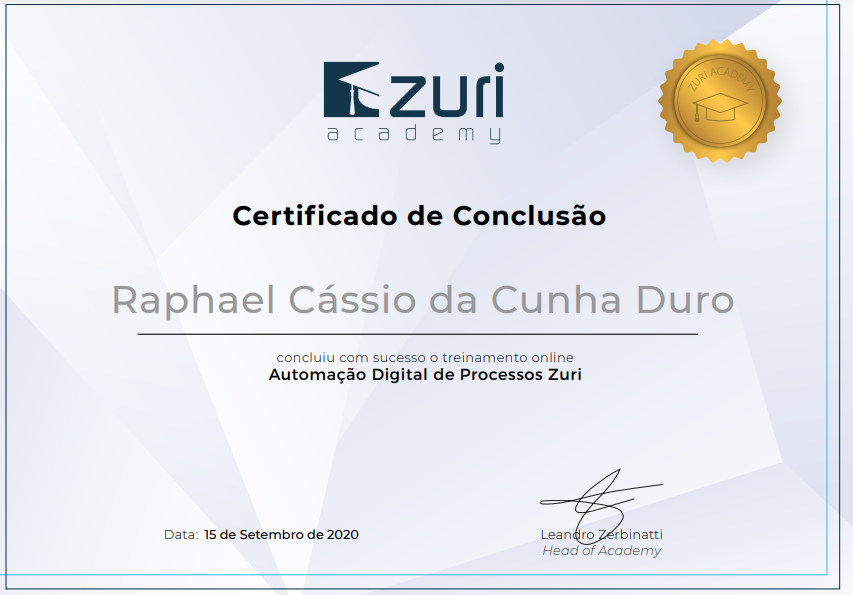 zuri
academy
ZURI ACADEMY
Certificado de Conclusão
Raphael Cássio da Cunha Duro
concluiu com sucesso o treinamento online
Automação Digital de Processos Zuri
Data: 15 de Setembro de 2020
Leandro Zerbinatti
Head of Academy